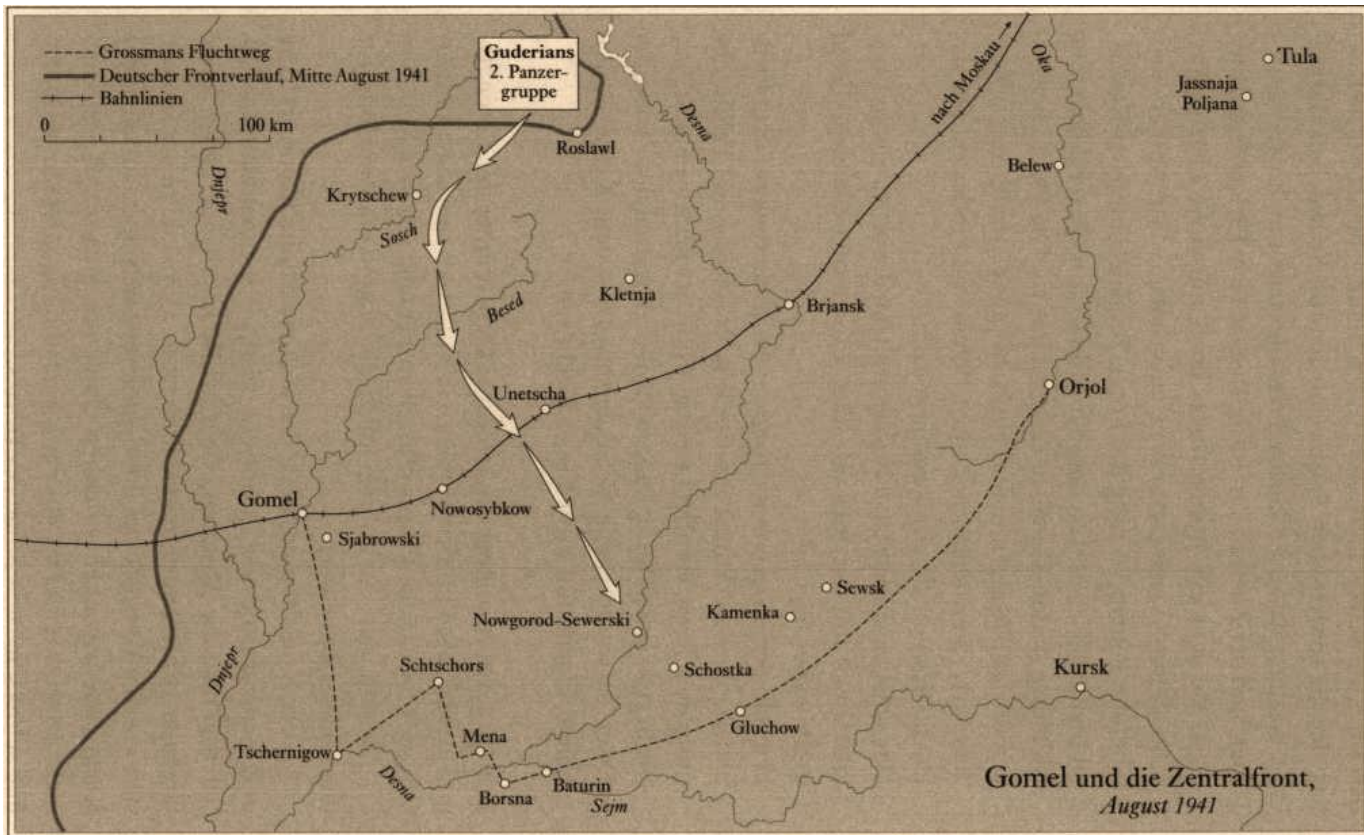 Grossmans Fluchtweg
Deutscher Frontverlauf, Mitte August 1941
Bahnlinien
0 100 km
Guderians
2. Panzer-
gruppe
nach Moskau
Oka
Tula
Jassnaja
Poljana
Desna
Roslawl
Belew
Dnjepr
Krytschew
Sosch
Kletnja
Besed
Brjansk
Unetscha
Orjol
Gomel
Nowosybkow
Sjabrowski
Sewsk
Kamenka
Nowgorod-Sewerski
Dnjepr
Schtschors
Schostka
Kursk
Gluchow
Mena
Tschernigow
Desna
Borsna
Baturin
Sejm
Gomel und die Zentralfront,
August 1941